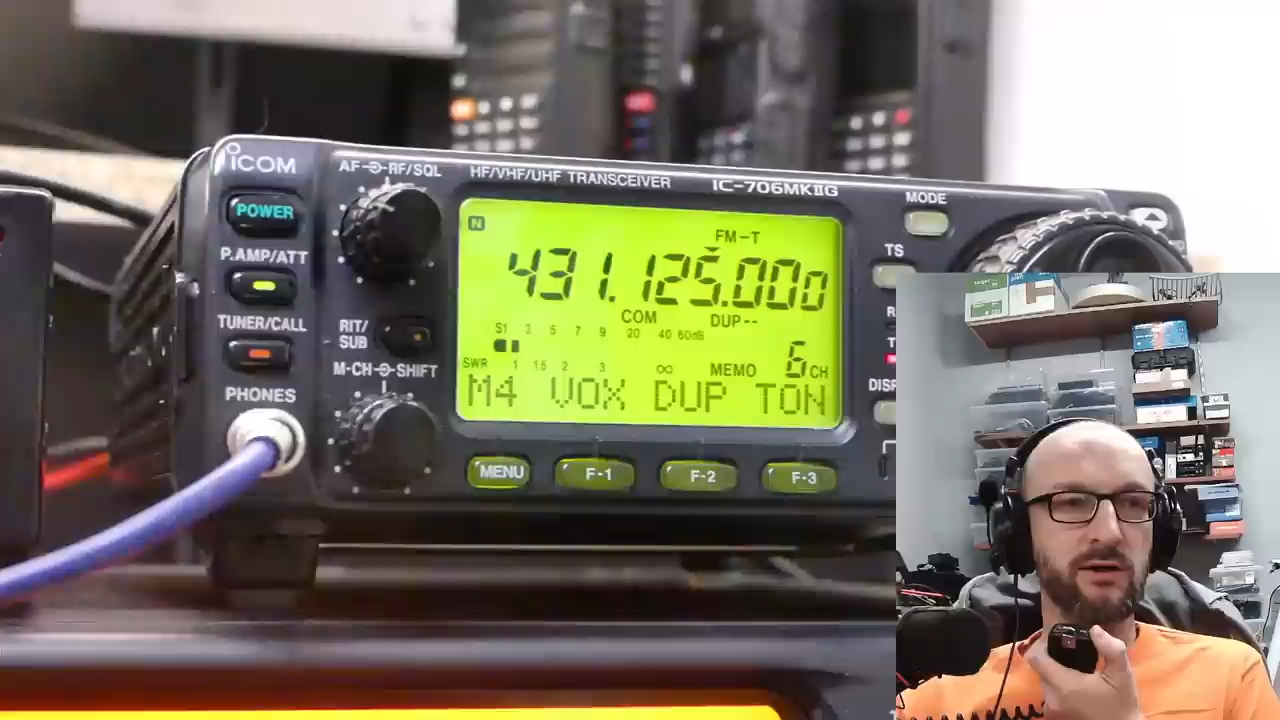 ICOM
AF RF/SQL
HF/VHF/UHF TRANSCEIVER
IC-706MKIIG
MODE
POWER
N
FM-T
TS
P.AMP/ATT
431.125.000
COM
DUP--
TUNER/CALL
RIT/
SUB
S1 3 5 7 9 20 40 60dB
SWR 1 1.5 2 3 ∞
MEMO
6CH
M-CH SHIFT
M4 VOX DUP TON
PHONES
MENU
F-1
F-2
F-3